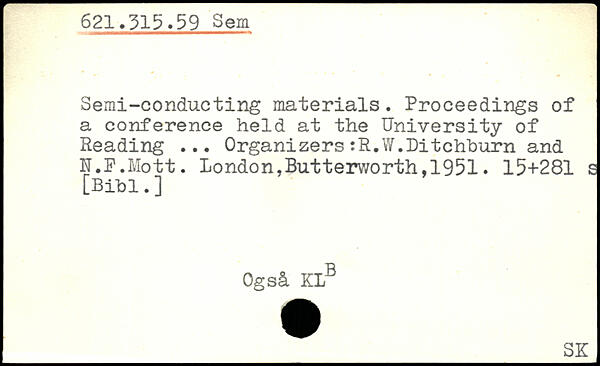 621.315.59 Sem
Semi-conducting materials. Proceedings of
a conference held at the University of
Reading ... Organizers:R.W.Ditchburn and
N.F.Mott. London,Butterworth,1951. 15+281 s
[Bibl.]
Også KL^B
SK